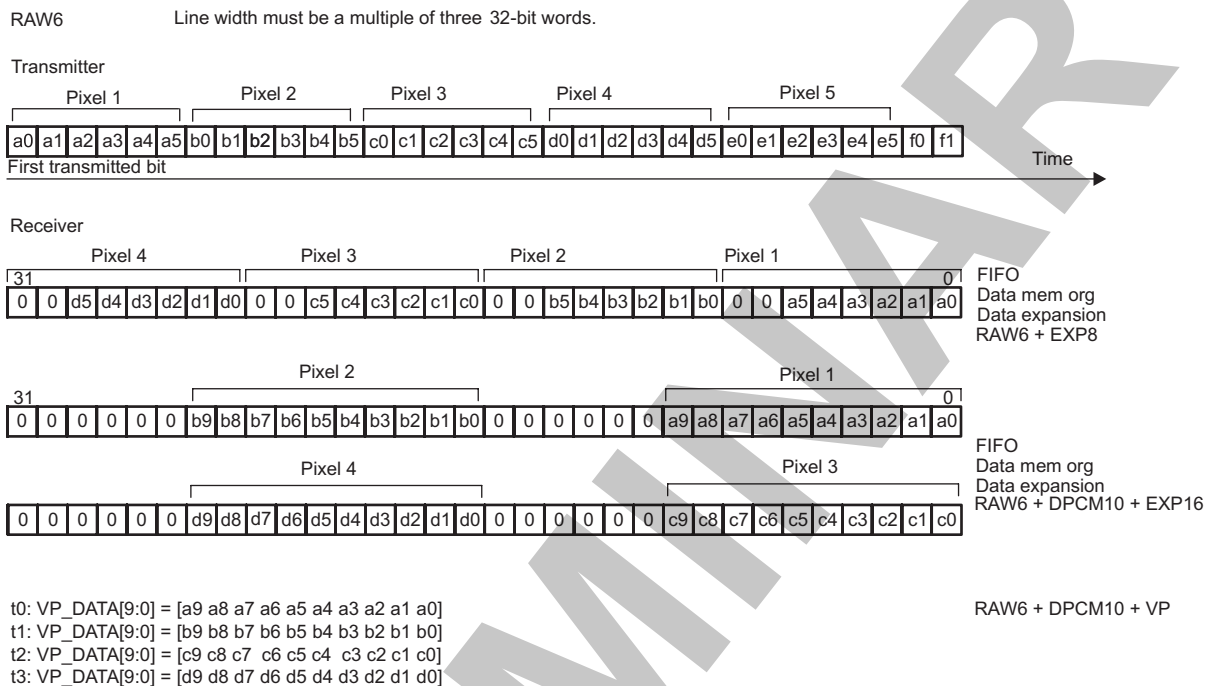 RAW6 Line width must be a multiple of three 32-bit words.
Transmitter
Pixel 1 Pixel 2 Pixel 3 Pixel 4 Pixel 5
a0 a1 a2 a3 a4 a5 b0 b1 b2 b3 b4 b5 c0 c1 c2 c3 c4 c5 d0 d1 d2 d3 d4 d5 e0 e1 e2 e3 e4 e5 f0 f1
First transmitted bit Time
Receiver
Pixel 4 Pixel 3 Pixel 2 Pixel 1
31 0
0 0 d5 d4 d3 d2 d1 d0 0 0 c5 c4 c3 c2 c1 c0 0 0 b5 b4 b3 b2 b1 b0 0 0 a5 a4 a3 a2 a1 a0
FIFO
Data mem org
Data expansion
RAW6 + EXP8
Pixel 2 Pixel 1
31 0
0 0 0 0 0 0 b9 b8 b7 b6 b5 b4 b3 b2 b1 b0 0 0 0 0 0 0 a9 a8 a7 a6 a5 a4 a3 a2 a1 a0
Pixel 4 Pixel 3
0 0 0 0 0 0 d9 d8 d7 d6 d5 d4 d3 d2 d1 d0 0 0 0 0 0 0 c9 c8 c7 c6 c5 c4 c3 c2 c1 c0
FIFO
Data mem org
Data expansion
RAW6 + DPCM10 + EXP16
t0: VP_DATA[9:0] = [a9 a8 a7 a6 a5 a4 a3 a2 a1 a0] RAW6 + DPCM10 + VP
t1: VP_DATA[9:0] = [b9 b8 b7 b6 b5 b4 b3 b2 b1 b0]
t2: VP_DATA[9:0] = [c9 c8 c7 c6 c5 c4 c3 c2 c1 c0]
t3: VP_DATA[9:0] = [d9 d8 d7 d6 d5 d4 d3 d2 d1 d0]
MINAR